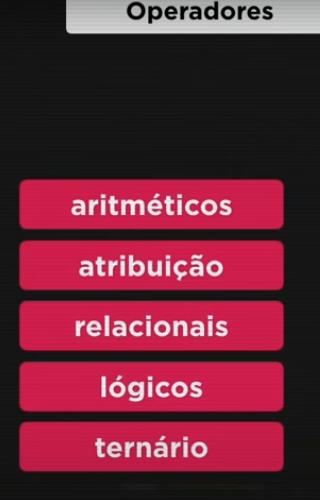 Operadores
aritméticos
atribuição
relacionais
lógicos
ternário